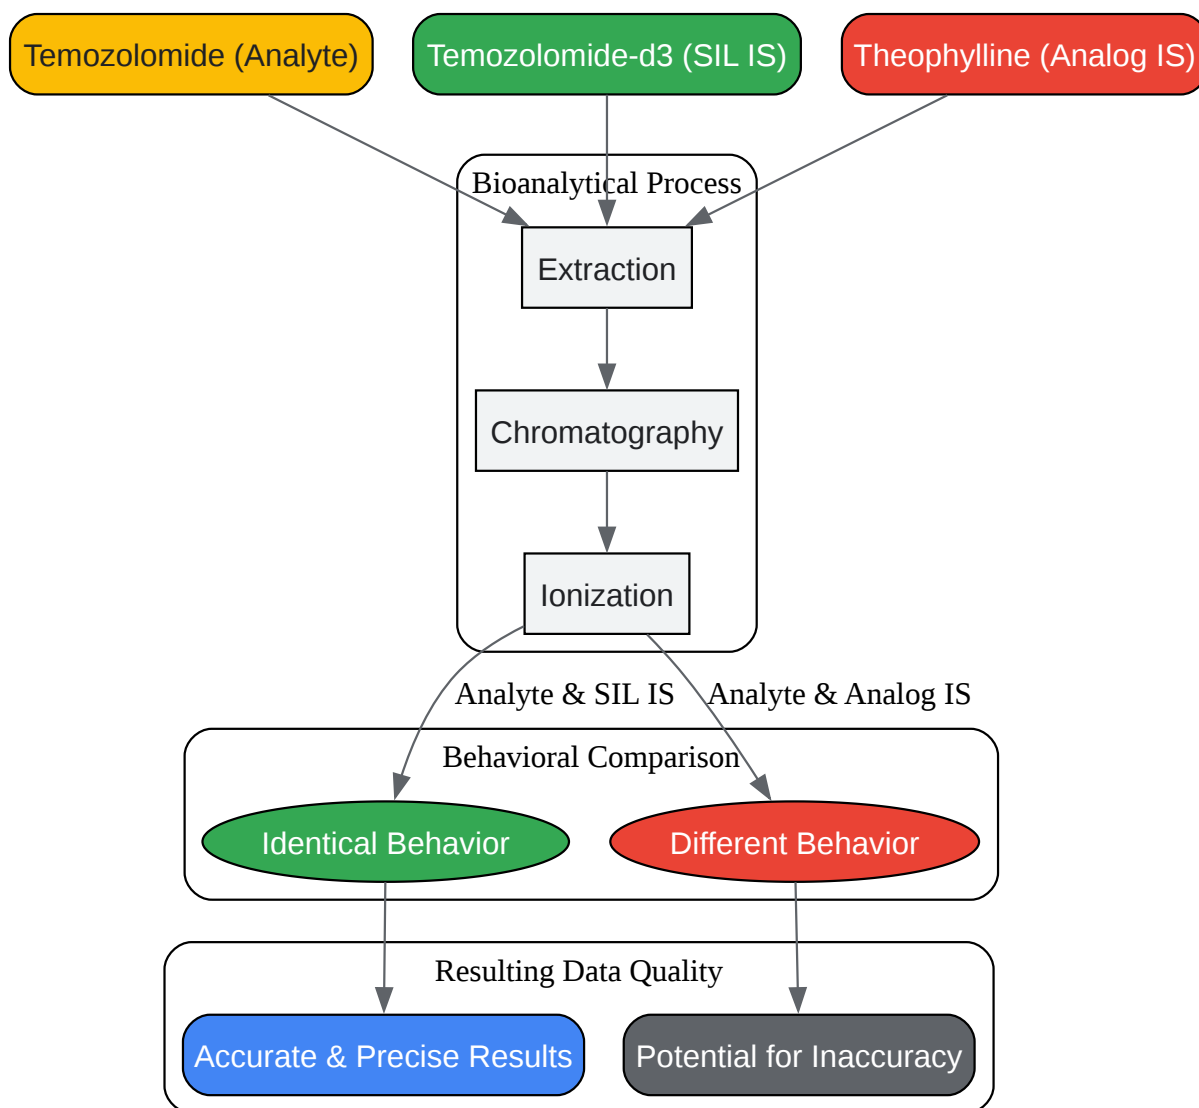 Temozolomide (Analyte)
Temozolomide-d3 (SIL IS)
Theophylline (Analog IS)
Bioanalytical Process
Extraction
Chromatography
Ionization
Analyte & SIL IS
Analyte & Analog IS
Behavioral Comparison
Identical Behavior
Different Behavior
Resulting Data Quality
Accurate & Precise Results
Potential for Inaccuracy